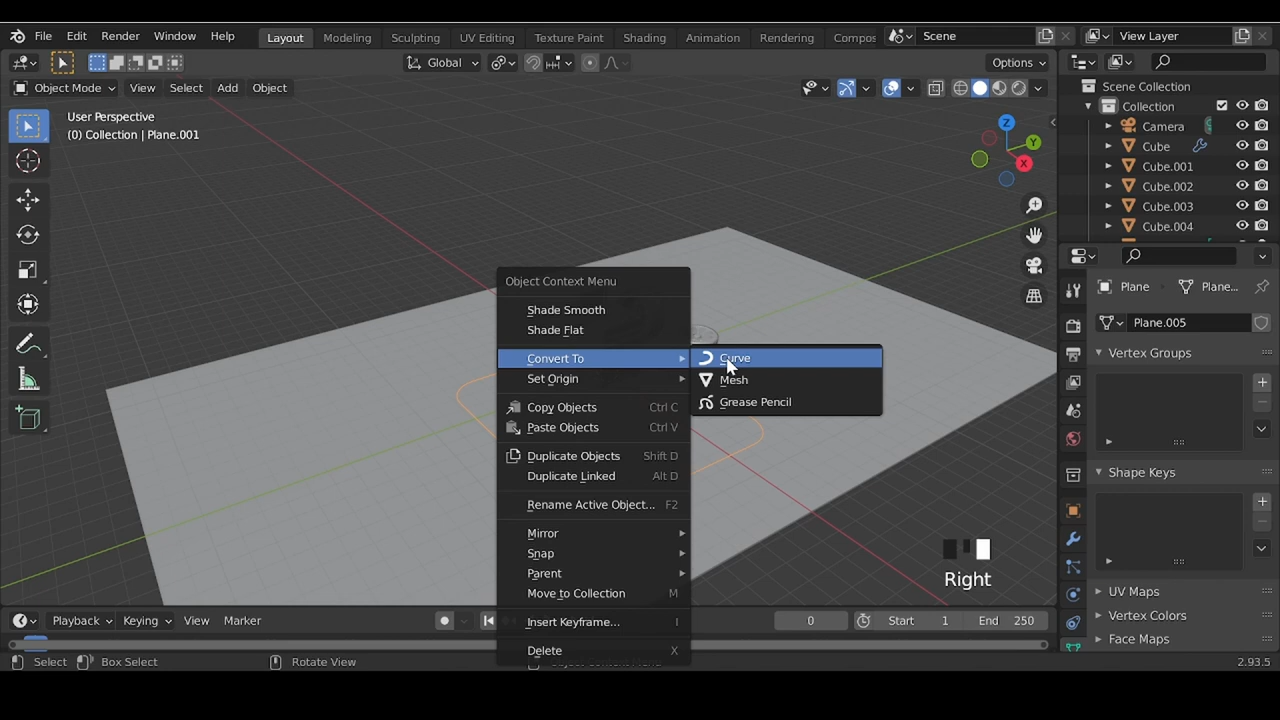 File Edit Render Window Help Layout Modeling Sculpting UV Editing Texture Paint Shading Animation Rendering Compos Scene View Layer
Global Options
Object Mode View Select Add Object
User Perspective
(0) Collection | Plane.001
Z
Y
X
Scene Collection
Collection
Camera
Cube
Cube.001
Cube.002
Cube.003
Cube.004
Object Context Menu
Shade Smooth
Shade Flat
Convert To
Set Origin
Copy Objects Ctrl C
Paste Objects Ctrl V
Duplicate Objects Shift D
Duplicate Linked Alt D
Rename Active Object... F2
Mirror
Snap
Parent
Move to Collection M
Insert Keyframe... I
Delete X
Curve
Mesh
Grease Pencil
Plane Plane...
Plane.005
Vertex Groups
Shape Keys
UV Maps
Vertex Colors
Face Maps
Right
Playback Keying View Marker 0 Start 1 End 250
Select Box Select Rotate View 2.93.5